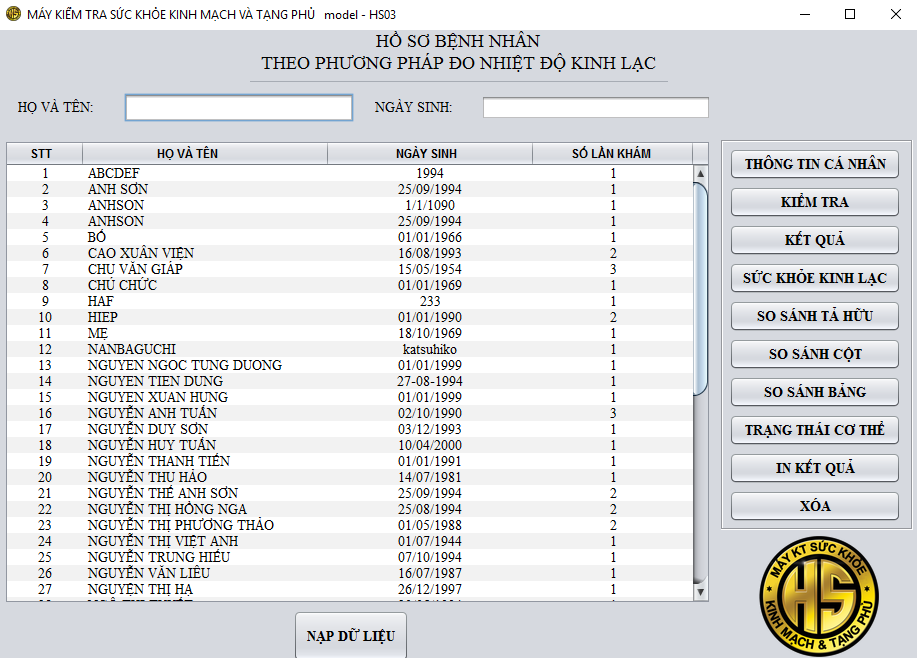 MÁY KIỂM TRA SỨC KHỎE KINH MẠCH VÀ TẠNG PHỦ model - HS03
HỒ SƠ BỆNH NHÂN
THEO PHƯƠNG PHÁP ĐO NHIỆT ĐỘ KINH LẠC
HỌ VÀ TÊN: NGÀY SINH:
STT HỌ VÀ TÊN NGÀY SINH SỐ LẦN KHÁM
1 ABCDEF 1994 1
2 ANH SƠN 25/09/1994 1
3 ANHSON 1/1/1090 1
4 ANHSON 25/09/1994 1
5 BỐ 01/01/1966 1
6 CAO XUÂN VIỆN 16/08/1993 2
7 CHU VĂN GIÁP 15/05/1954 3
8 CHÚ CHỨC 01/01/1969 1
9 HAF 233 1
10 HIEP 01/01/1990 2
11 MẸ 18/10/1969 1
12 NANBAGUCHI katsuhiko 1
13 NGUYEN NGOC TUNG DUONG 01/01/1999 1
14 NGUYEN TIEN DUNG 27-08-1994 1
15 NGUYEN XUAN HUNG 01/01/1999 1
16 NGUYỄN ANH TUẤN 02/10/1990 3
17 NGUYỄN DUY SƠN 03/12/1993 1
18 NGUYỄN HUY TUẤN 10/04/2000 1
19 NGUYỄN THANH TIẾN 01/01/1991 1
20 NGUYỄN THU HẢO 14/07/1981 1
21 NGUYỄN THẾ ANH SƠN 25/09/1994 2
22 NGUYỄN THỊ HỒNG NGA 25/08/1994 2
23 NGUYỄN THỊ PHƯƠNG THẢO 01/05/1988 2
24 NGUYỄN THỊ VIỆT ANH 01/07/1944 1
25 NGUYỄN TRUNG HIẾU 07/10/1994 1
26 NGUYỄN VĂN LIÊU 16/07/1987 1
27 NGUYỆN THỊ HẠ 26/12/1997 1
THÔNG TIN CÁ NHÂN
KIỂM TRA
KẾT QUẢ
SỨC KHỎE KINH LẠC
SO SÁNH TẢ HỮU
SO SÁNH CỘT
SO SÁNH BẢNG
TRẠNG THÁI CƠ THỂ
IN KẾT QUẢ
XÓA
NẠP DỮ LIỆU
MÁY KT SỨC KHỎE
HS
KINH MẠCH & TẠNG PHỦ